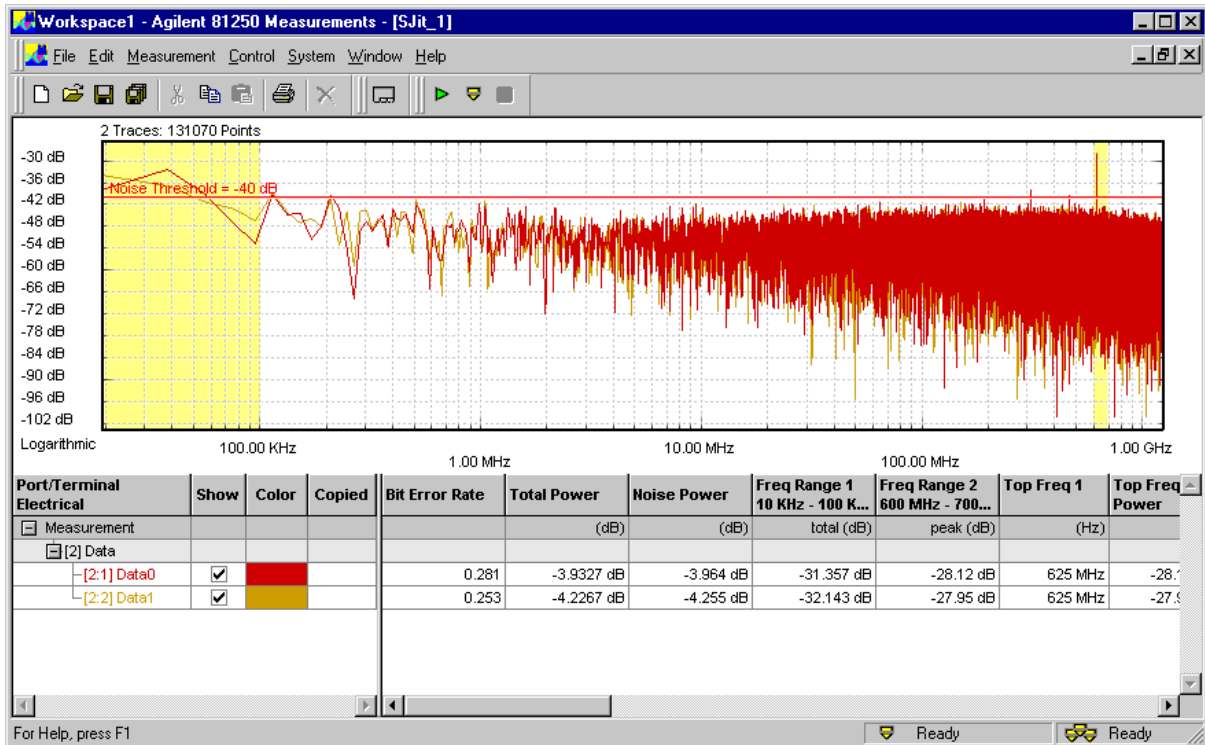 Workspace1 - Agilent 81250 Measurements - [SJit_1]
File Edit Measurement Control System Window Help
2 Traces: 131070 Points
-30 dB
-36 dB
-42 dB
-48 dB
-54 dB
-60 dB
-66 dB
-72 dB
-78 dB
-84 dB
-90 dB
-96 dB
-102 dB
Noise Threshold = -40 dB
Logarithmic
100.00 KHz
1.00 MHz
10.00 MHz
100.00 MHz
1.00 GHz
Port/Terminal Electrical Show Color Copied Bit Error Rate Total Power Noise Power Freq Range 1 10 KHz - 100 K... Freq Range 2 600 MHz - 700... Top Freq 1 Top Freq Power
Measurement (dB) (dB) total (dB) peak (dB) (Hz)
[2] Data
[2:1] Data0 0.281 -3.9327 dB -3.964 dB -31.357 dB -28.12 dB 625 MHz -28.1
[2:2] Data1 0.253 -4.2267 dB -4.255 dB -32.143 dB -27.95 dB 625 MHz -27.9
For Help, press F1
Ready
Ready